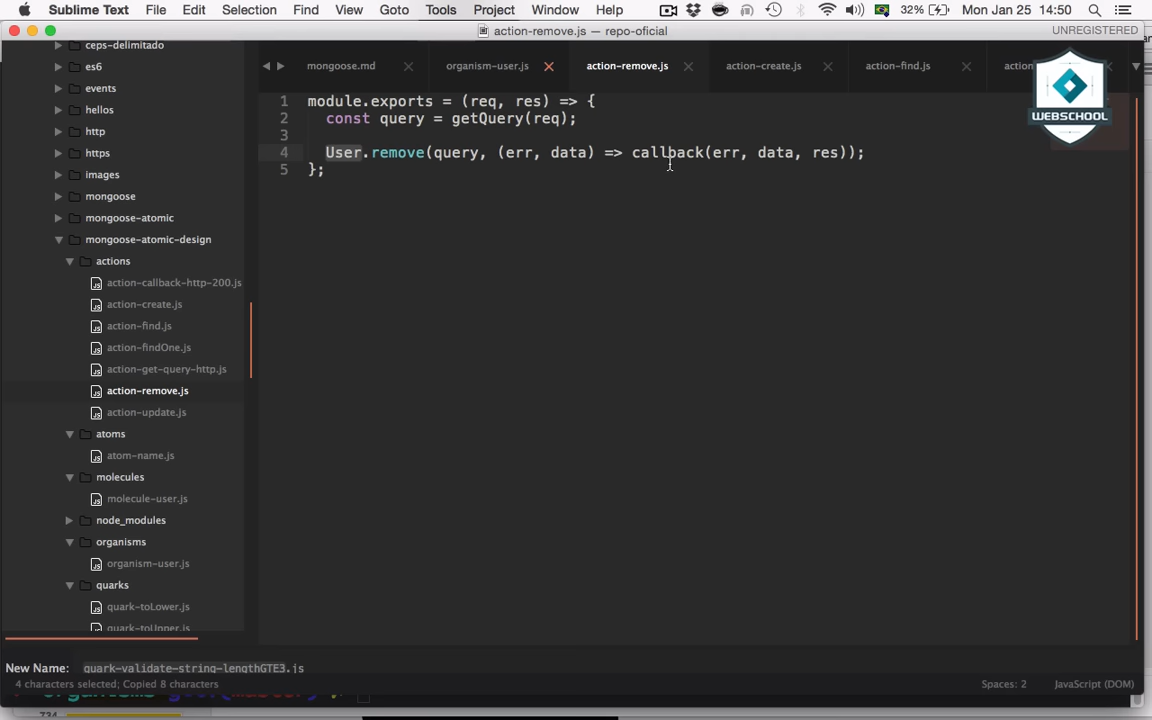 Sublime Text File Edit Selection Find View Goto Tools Project Window Help 32% Mon Jan 25 14:50
action-remove.js — repo-oficial UNREGISTERED
mongoose.md organism-user.js action-remove.js action-create.js action-find.js action
WEBSCHOOL
ceps-delimitado
es6
events
hellos
http
https
images
mongoose
mongoose-atomic
mongoose-atomic-design
actions
action-callback-http-200.js
action-create.js
action-find.js
action-findOne.js
action-get-query-http.js
action-remove.js
action-update.js
atoms
atom-name.js
molecules
molecule-user.js
node_modules
organisms
organism-user.js
quarks
quark-toLower.js
quark-toUpper.js
1 module.exports = (req, res) => {
2 const query = getQuery(req);
3
4 User.remove(query, (err, data) => callback(err, data, res));
5 };
New Name: quark-validate-string-lengthGTE3.js
4 characters selected; Copied 8 characters Spaces: 2 JavaScript (DOM)
734